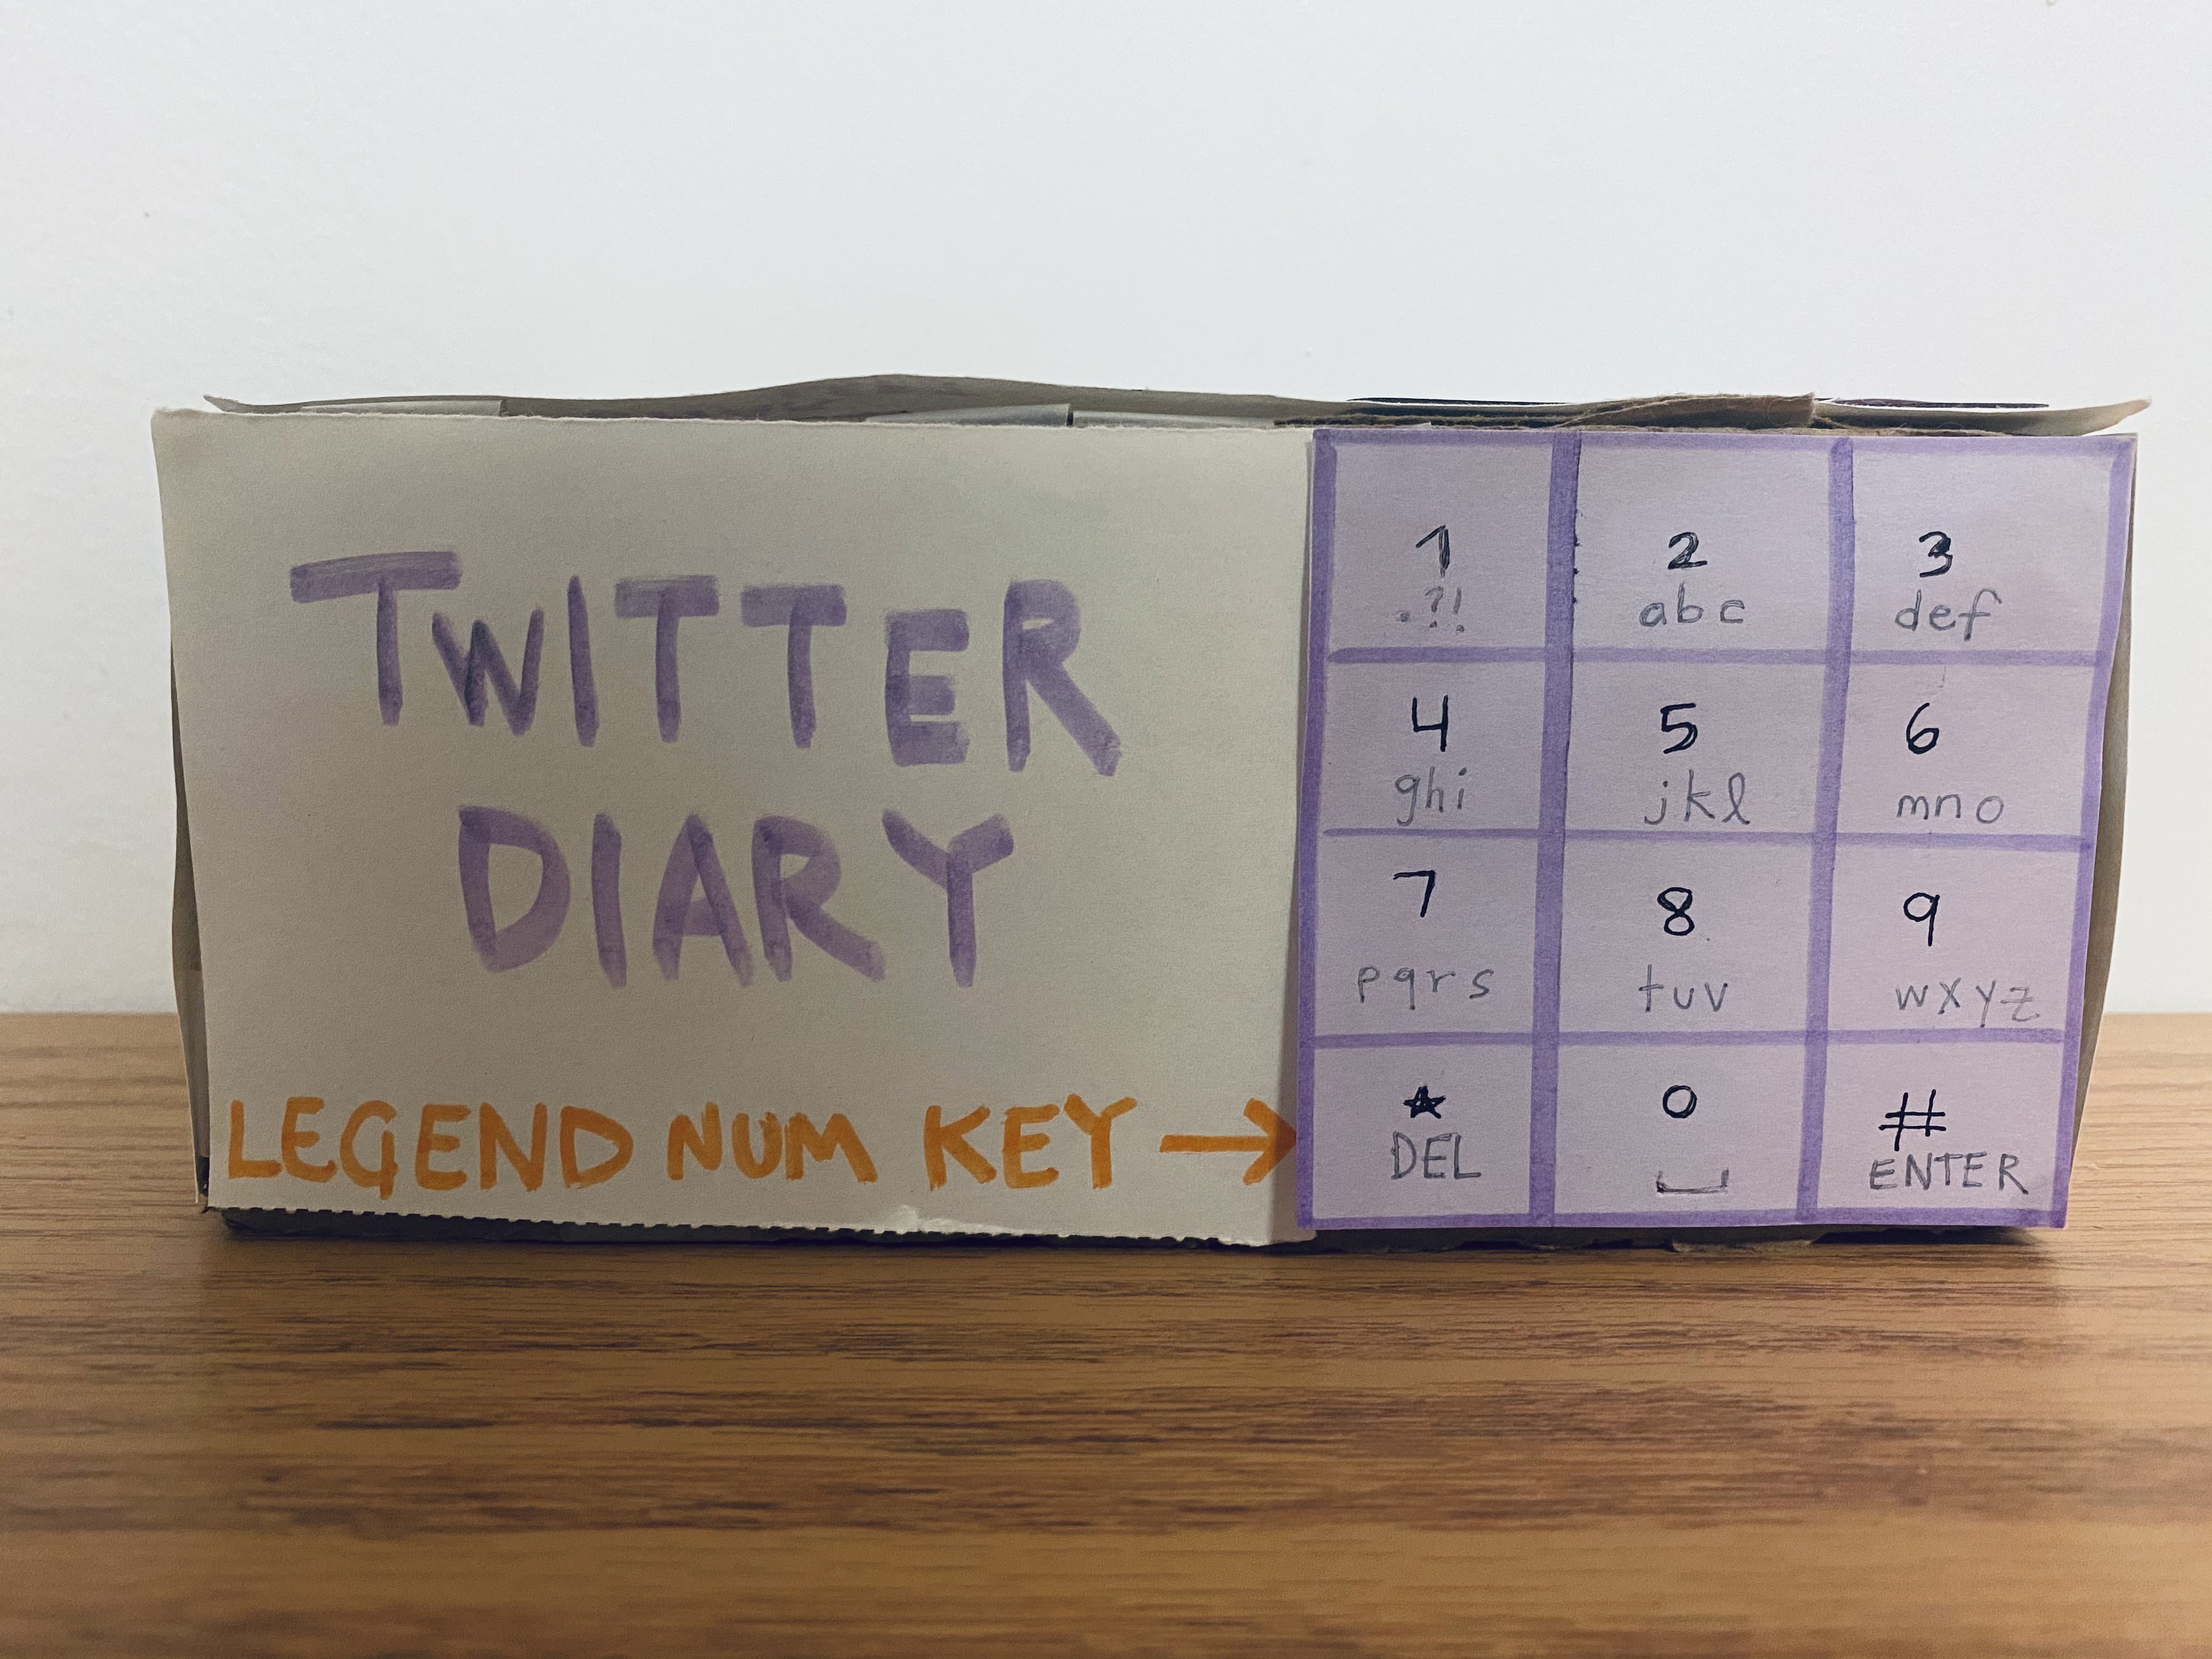 TWITTER
DIARY
LEGEND NUM KEY →
1 2 3
.?! abc def
4 5 6
ghi jkl mno
7 8 9
pqrs tuv wxyz
★ 0 #
DEL ⎵ ENTER